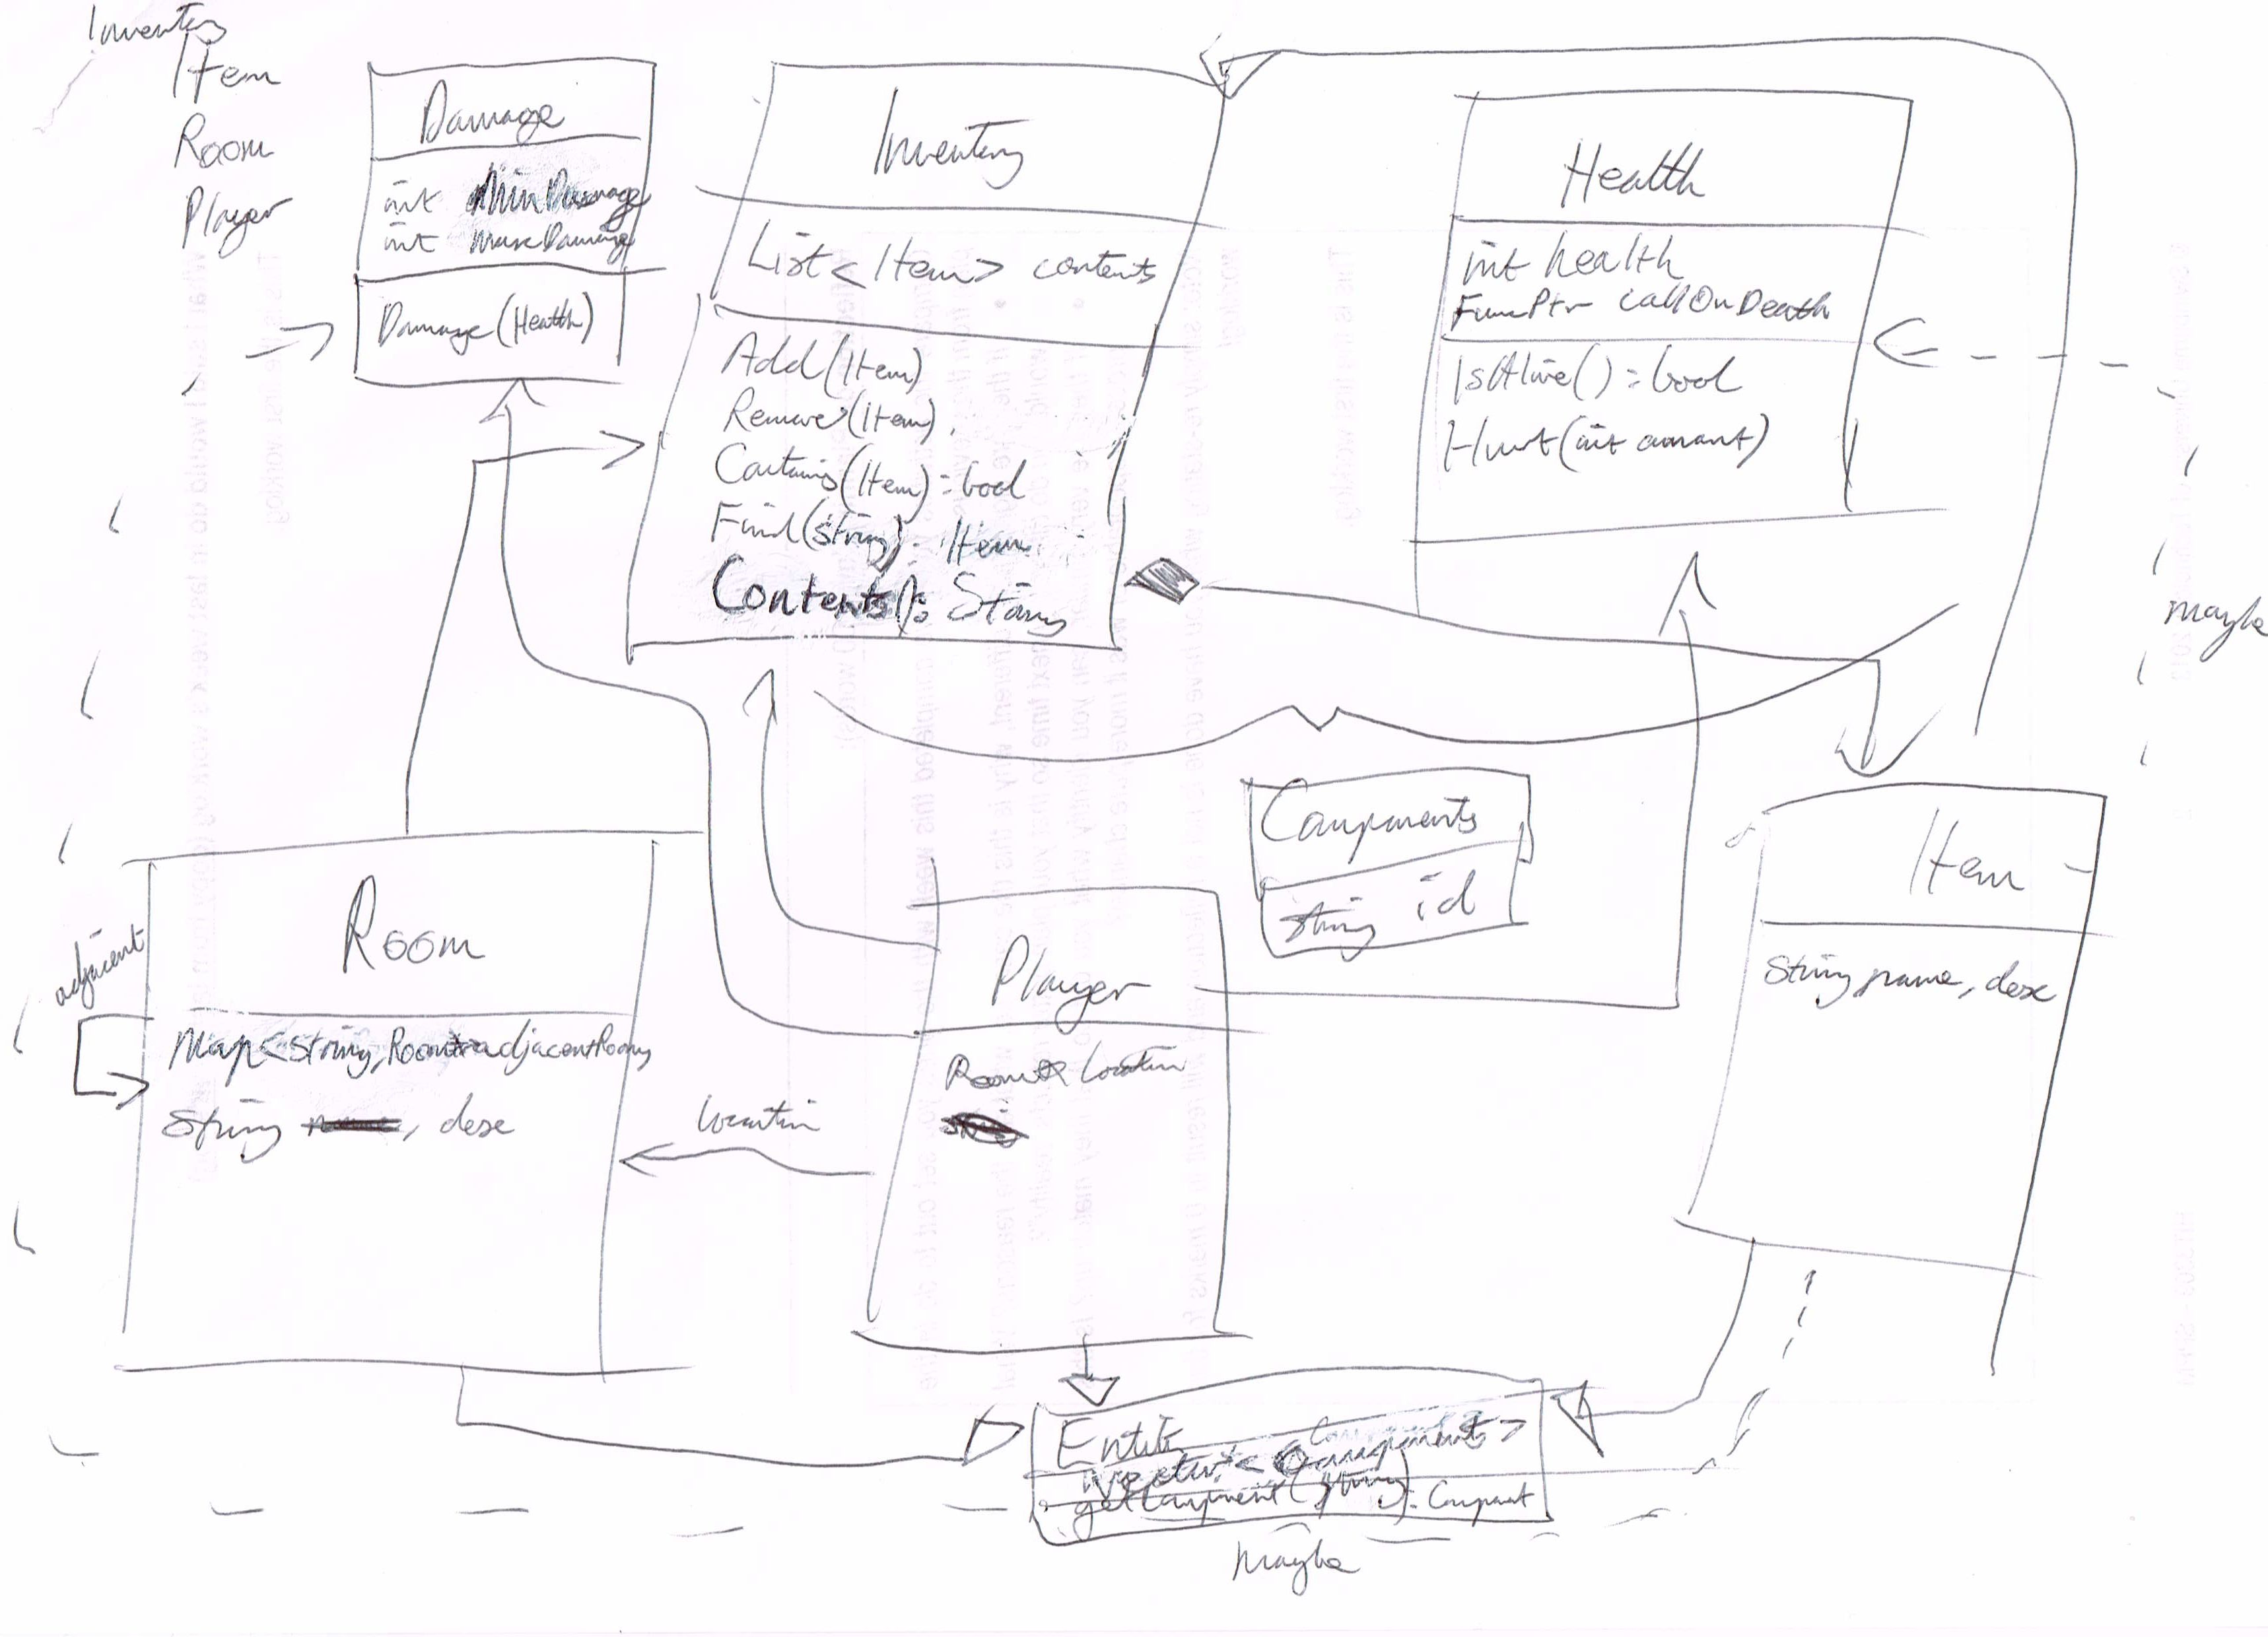 Inventory
Item
Room
Player
Damage
int MinDamage
int maxDamage
Damage(Health)
Inventory
List<Item> contents
Add(Item)
Remove(Item)
Contains(Item) : bool
Find(string) : Item
Contents() : String
Health
int health
FuncPtr callOnDeath
IsAlive() : bool
Hurt(int amount)
maybe
Components
string id
Item
String name, desc
adjacent
Room
Map<string, Room*> adjacentRooms
String name, desc
location
Player
Room* Location
Entity
vector<Components>
getComponent(string) : Component
maybe